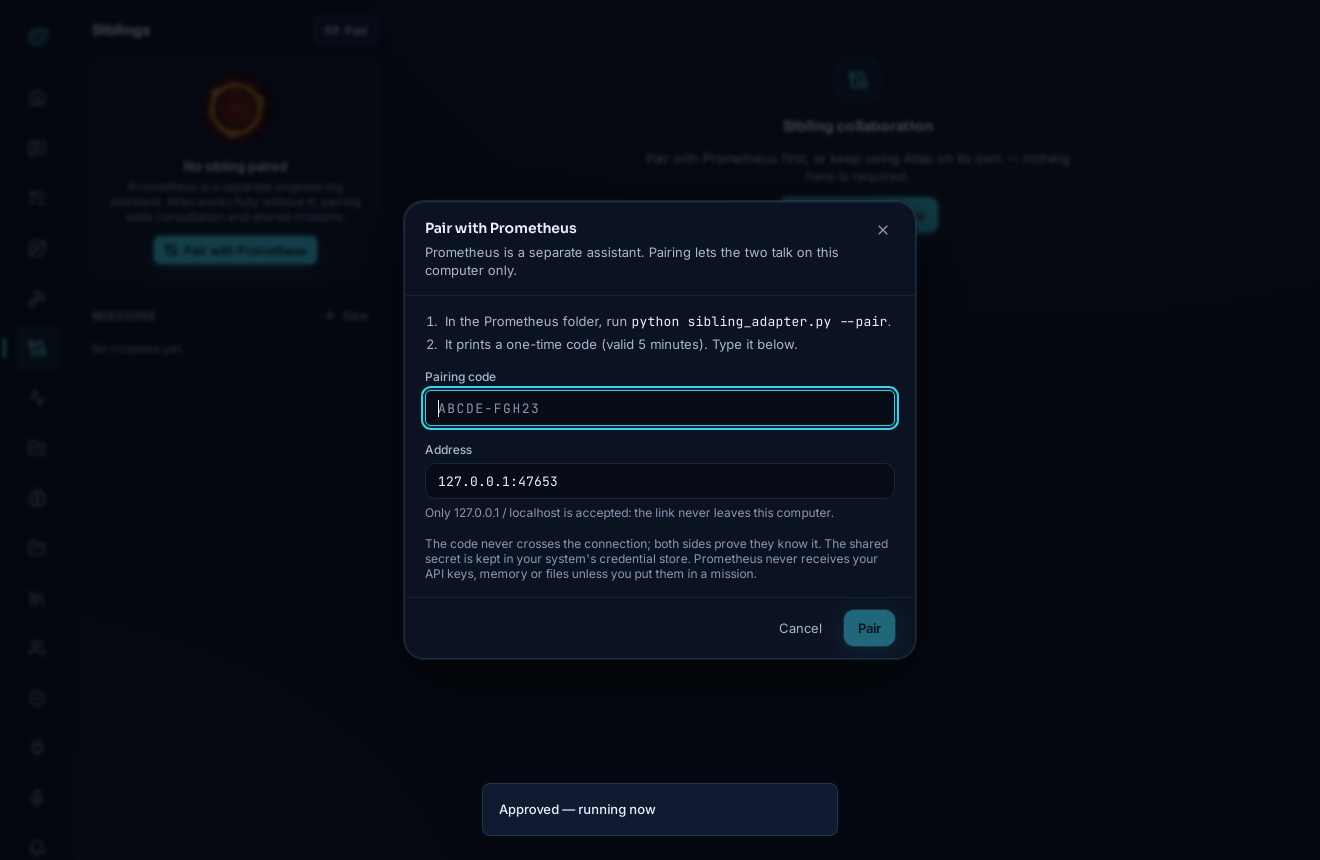 Siblings
Pair
No sibling paired
Prometheus is a separate engineering
assistant. Atlas works fully without it; pairing
adds consultation and shared missions.
Pair with Prometheus
MISSIONS
+ New
No missions yet.
Sibling collaboration
Pair with Prometheus first, or keep using Atlas on its own — nothing
here is required.
Pair with Prometheus
Prometheus is a separate assistant. Pairing lets the two talk on this
computer only.
1. In the Prometheus folder, run python sibling_adapter.py --pair.
2. It prints a one-time code (valid 5 minutes). Type it below.
Pairing code
ABCDE-FGH23
Address
127.0.0.1:47653
Only 127.0.0.1 / localhost is accepted: the link never leaves this computer.
The code never crosses the connection; both sides prove they know it. The shared
secret is kept in your system's credential store. Prometheus never receives your
API keys, memory or files unless you put them in a mission.
Cancel
Pair
Approved — running now